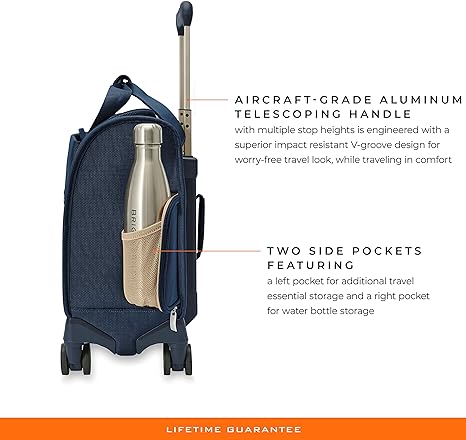 AIRCRAFT-GRADE ALUMINUM
TELESCOPING HANDLE
with multiple stop heights is engineered with a
superior impact resistant V-groove design for
worry-free travel look, while traveling in comfort
BRIG
TWO SIDE POCKETS
FEATURING
a left pocket for additional travel
essential storage and a right pocket
for water bottle storage
LIFETIME GUARANTEE